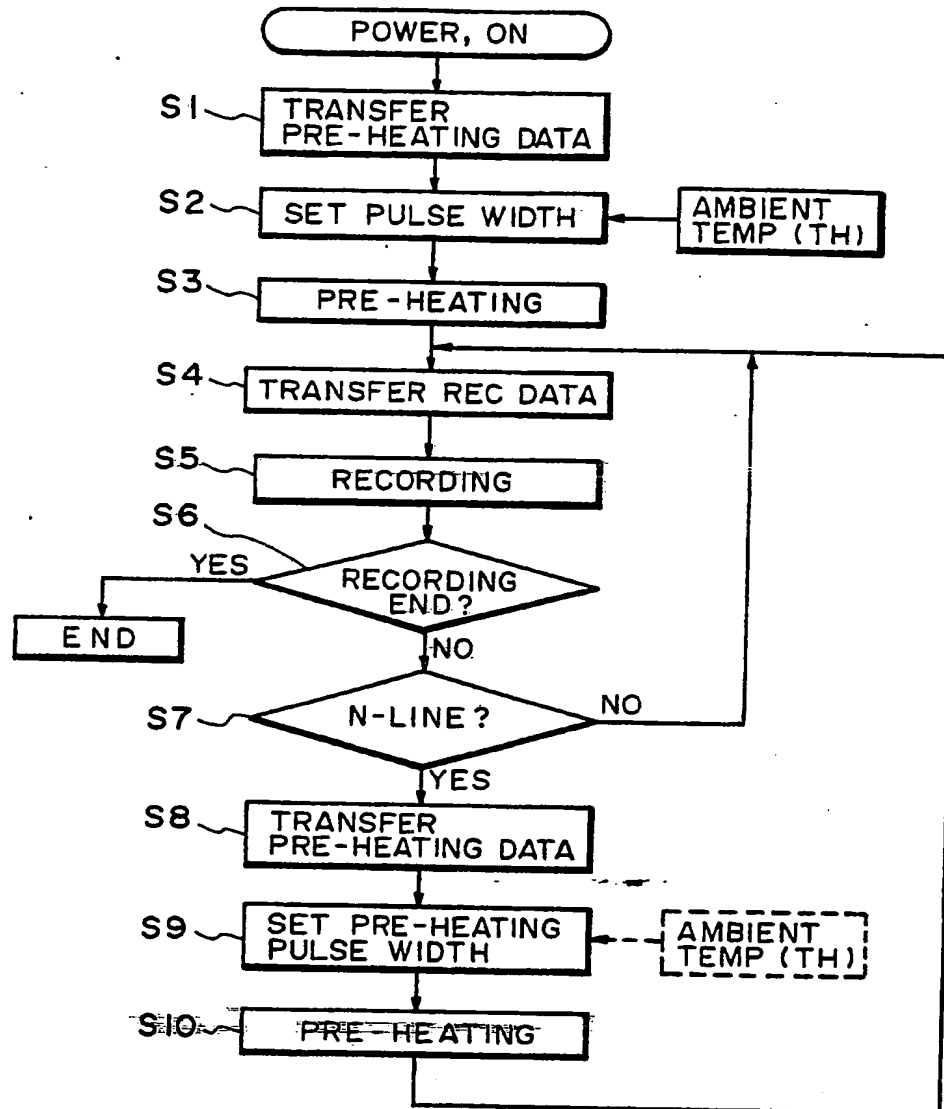 POWER, ON
S1
TRANSFER
PRE-HEATING DATA
S2
SET PULSE WIDTH
AMBIENT
TEMP (TH)
S3
PRE-HEATING
S4
TRANSFER REC DATA
S5
RECORDING
S6
YES
RECORDING
END?
END
NO
S7
N-LINE?
NO
YES
S8
TRANSFER
PRE-HEATING DATA
S9
SET PRE-HEATING
PULSE WIDTH
AMBIENT
TEMP (TH)
S10
PRE-HEATING